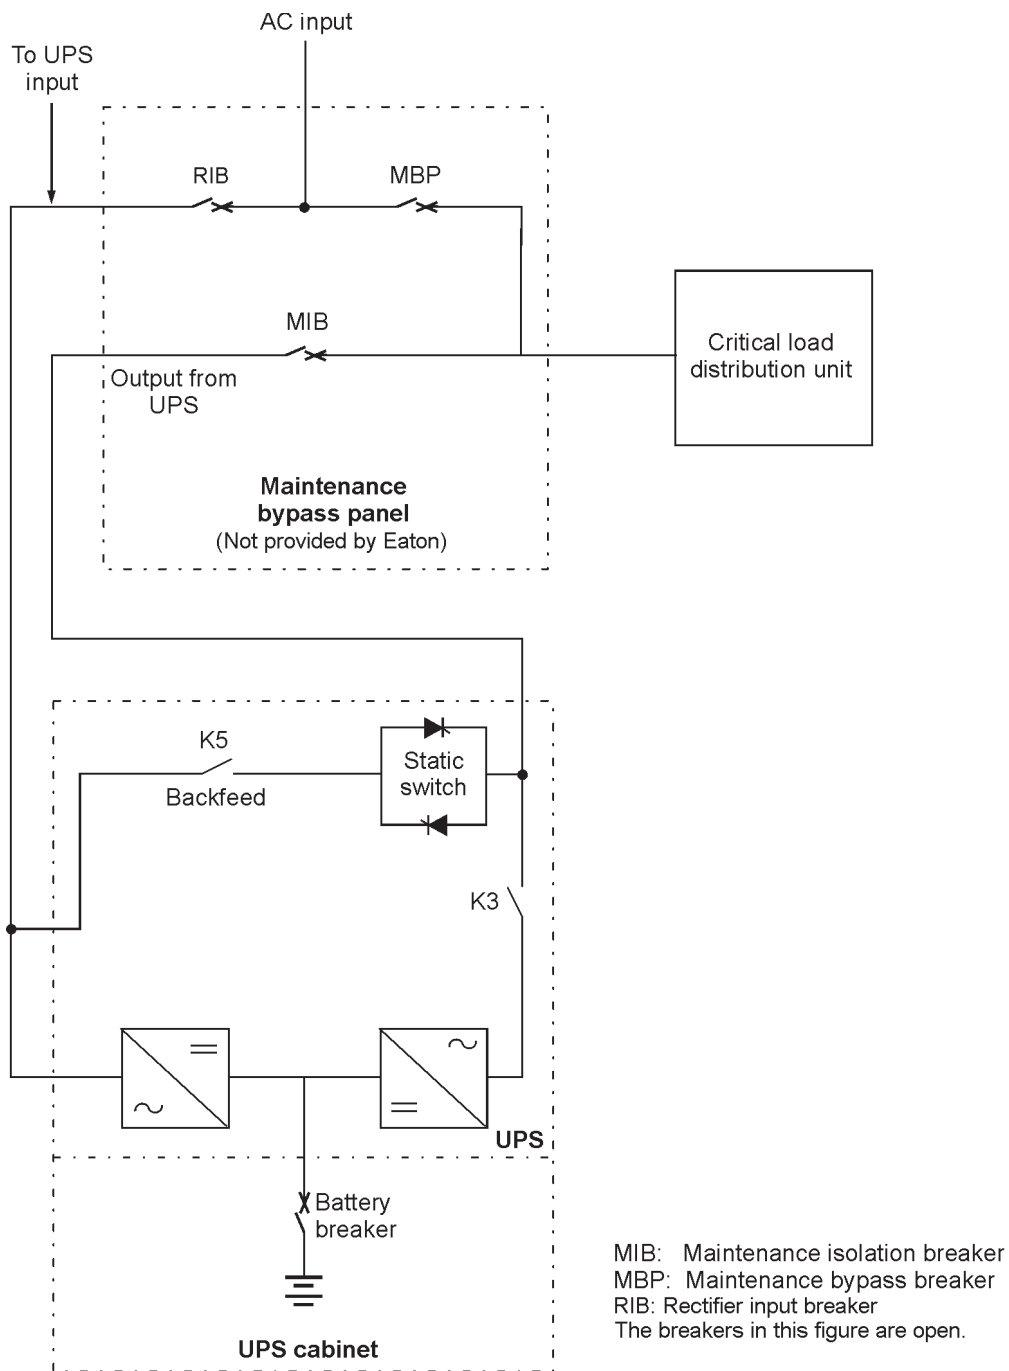 AC input
To UPS
input
RIB
MBP
MIB
Output from
UPS
Critical load
distribution unit
Maintenance
bypass panel
(Not provided by Eaton)
K5
Backfeed
Static
switch
K3
UPS
Battery
breaker
UPS cabinet
MIB: Maintenance isolation breaker
MBP: Maintenance bypass breaker
RIB: Rectifier input breaker
The breakers in this figure are open.